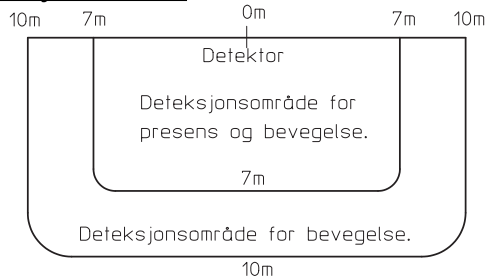 10m 7m 0m 7m 10m
Detektor
Deteksjonsområde for
presens og bevegelse.
7m
Deteksjonsområde for bevegelse.
10m